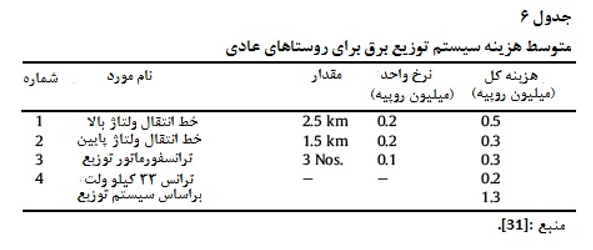 جدول ۶
متوسط هزینه سیستم توزیع برق برای روستاهای عادی
شماره نام مورد مقدار نرخ واحد (میلیون روپیه) هزینه کل (میلیون روپیه)
1 خط انتقال ولتاژ بالا 2.5 km 0.2 0.5
2 خط انتقال ولتاژ پایین 1.5 km 0.2 0.3
3 ترانسفورماتور توزیع 3 Nos. 0.1 0.3
4 ترانس ۳۳ کیلو ولت – – 0.2
براساس سیستم توزیع 1.3
منبع :[31].